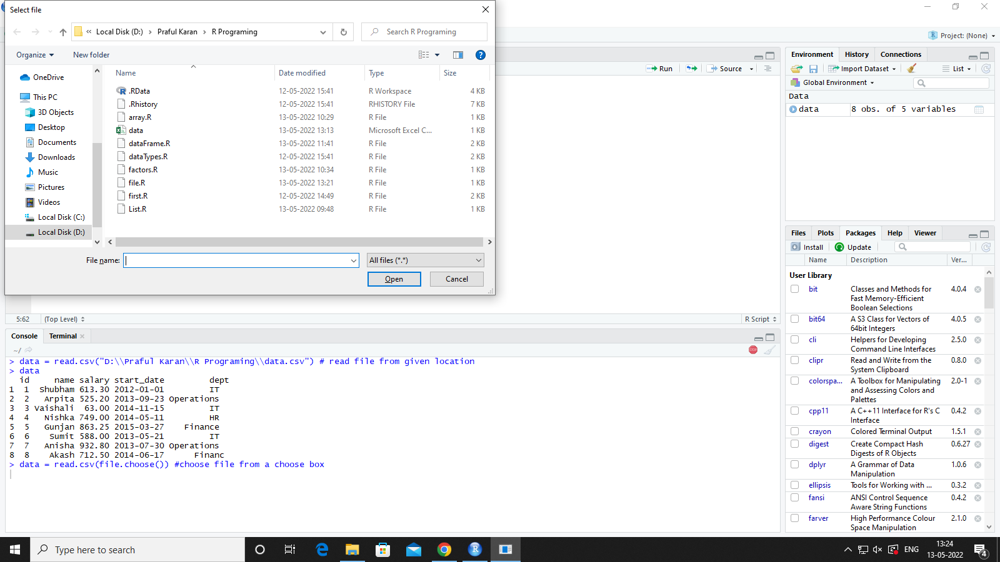 Select file
« Local Disk (D:) › Praful Karan › R Programing
Search R Programing
Organize
New folder
Name Date modified Type Size
.RData 12-05-2022 15:41 R Workspace 4 KB
.Rhistory 12-05-2022 15:41 RHISTORY File 7 KB
array.R 13-05-2022 10:29 R File 1 KB
data 13-05-2022 13:13 Microsoft Excel C... 1 KB
dataFrame.R 13-05-2022 11:41 R File 2 KB
dataTypes.R 12-05-2022 15:41 R File 2 KB
factors.R 13-05-2022 10:34 R File 1 KB
file.R 13-05-2022 13:21 R File 1 KB
first.R 12-05-2022 14:49 R File 2 KB
List.R 13-05-2022 09:48 R File 1 KB
OneDrive
This PC
3D Objects
Desktop
Documents
Downloads
Music
Pictures
Videos
Local Disk (C:)
Local Disk (D:)
File name:
All files (*.*)
Open
Cancel
Project: (None)
Run
Source
5:62 (Top Level)
R Script
Console Terminal
~/
STOP
> data = read.csv("D:\\Praful Karan\\R Programing\\data.csv") # read file from given location
> data
id name salary start_date dept
1 1 Shubham 613.30 2012-01-01 IT
2 2 Arpita 525.20 2013-09-23 Operations
3 3 Vaishali 63.00 2014-11-15 IT
4 4 Nishka 749.00 2014-05-11 HR
5 5 Gunjan 863.25 2015-03-27 Finance
6 6 Sumit 588.00 2013-05-21 IT
7 7 Anisha 932.80 2013-07-30 Operations
8 8 Akash 712.50 2014-06-17 Financ
> data = read.csv(file.choose()) #choose file from a choose box
Environment History Connections
Import Dataset
List
Global Environment
Data
data 8 obs. of 5 variables
Files Plots Packages Help Viewer
Install
Update
Name Description Ver...
User Library
bit Classes and Methods for 4.0.4
Fast Memory-Efficient
Boolean Selections
bit64 A S3 Class for Vectors of 4.0.5
64bit Integers
cli Helpers for Developing 2.5.0
Command Line Interfaces
clipr Read and Write from the 0.8.0
System Clipboard
colorspa... A Toolbox for Manipulating 2.0-1
and Assessing Colors and
Palettes
cpp11 A C++11 Interface for R's C 0.4.2
Interface
crayon Colored Terminal Output 1.5.1
digest Create Compact Hash 0.6.27
Digests of R Objects
dplyr A Grammar of Data 1.0.6
Manipulation
ellipsis Tools for Working with ... 0.3.2
fansi ANSI Control Sequence 0.4.2
Aware String Functions
farver High Performance Colour 2.1.0
Space Manipulation
Type here to search
ENG
13:24
13-05-2022
4